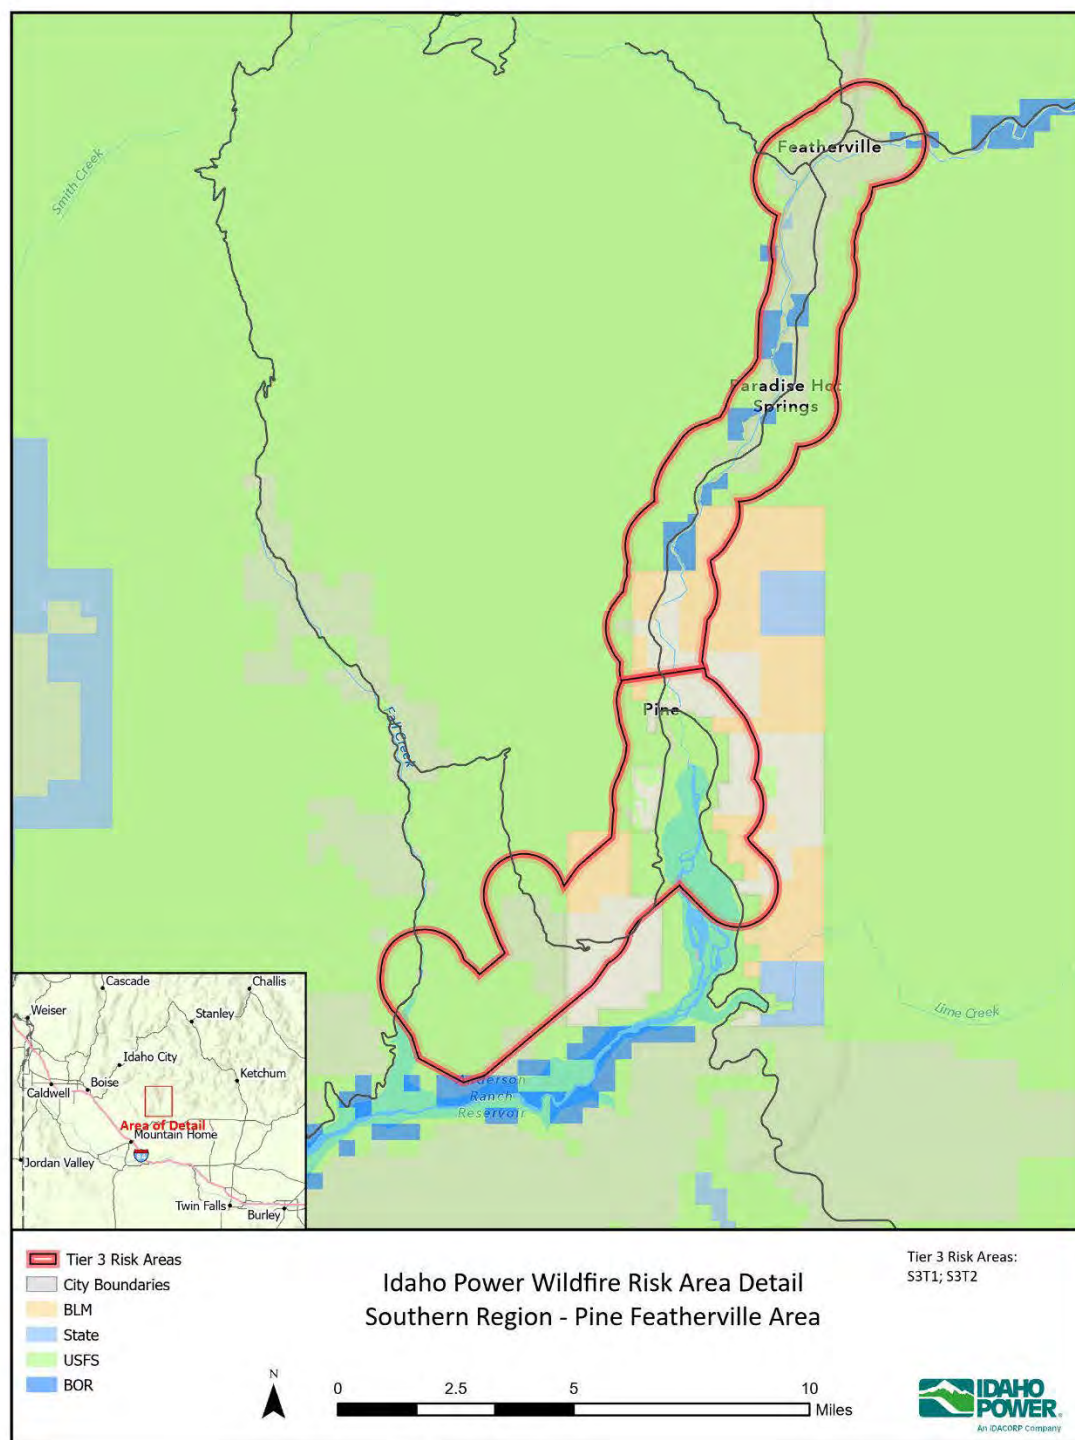 Featherville
Smith Creek
Paradise Hot
Springs
Pine
Fall Creek
Lime Creek
Anderson
Ranch
Reservoir
Cascade
Challis
Weiser
Stanley
Idaho City
Ketchum
Boise
Caldwell
Area of Detail
Mountain Home
Jordan Valley
Twin Falls
Burley
Tier 3 Risk Areas
City Boundaries
BLM
State
USFS
BOR
Idaho Power Wildfire Risk Area Detail
Southern Region - Pine Featherville Area
Tier 3 Risk Areas:
S3T1; S3T2
N
0 2.5 5 10
Miles
IDAHO
POWER®
An IDACORP Company